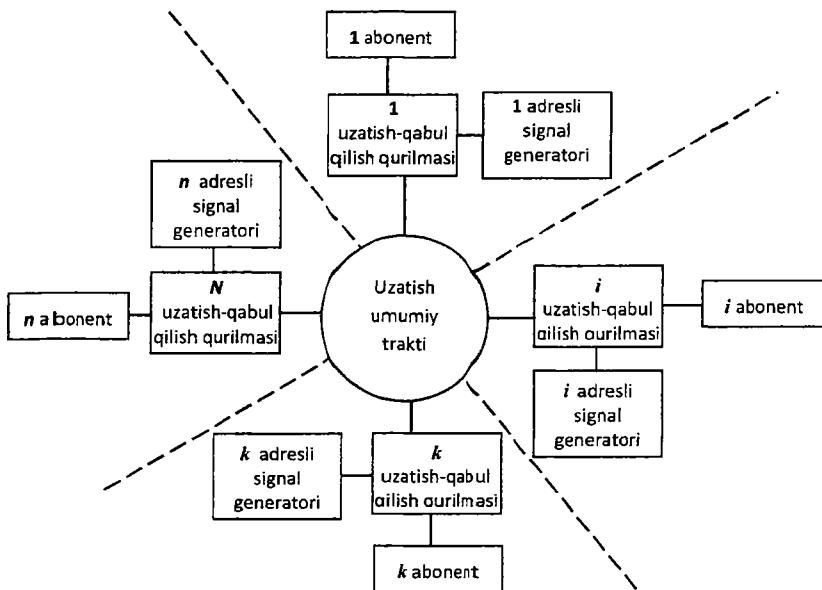 1 abonent
1
uzatish-qabul
qilish qurilmasi
1 adresli
signal
generatori
n adresli
signal
generatori
N
uzatish-qabul
qilish qurilmasi
n abonent
Uzatish
umumiy
trakti
i
uzatish-qabul
qilish qurilmasi
i abonent
i adresli
signal
generatori
k adresli
signal
generatori
k
uzatish-qabul
qilish qurilmasi
k abonent